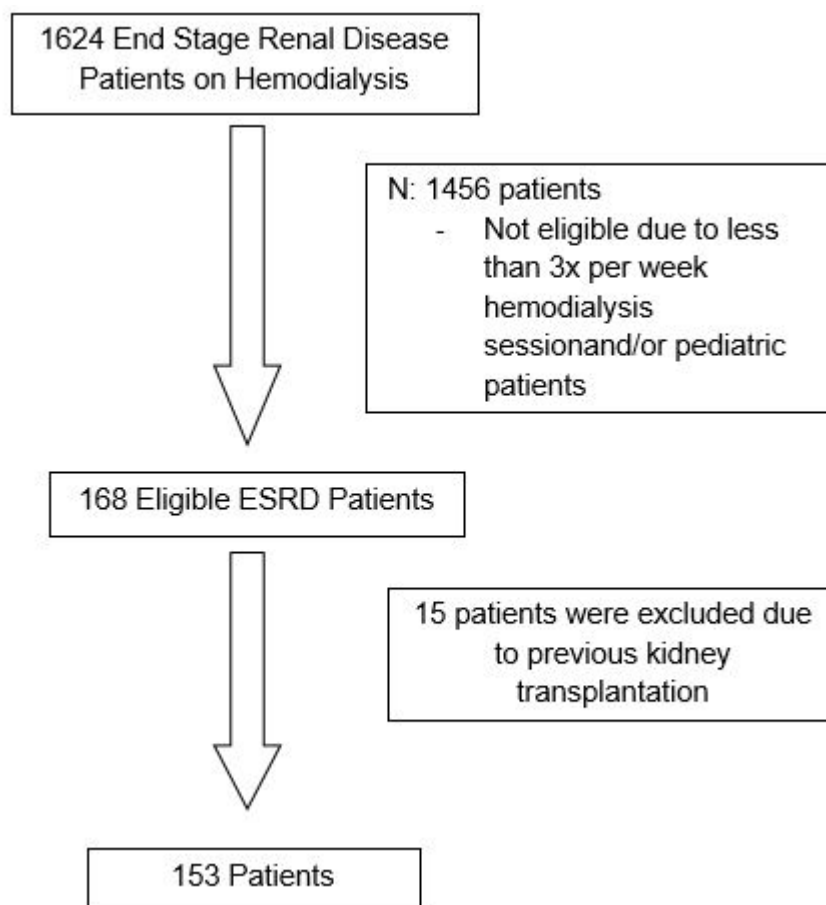 1624 End Stage Renal Disease
Patients on Hemodialysis
N: 1456 patients
- Not eligible due to less
than 3x per week
hemodialysis
sessionand/or pediatric
patients
168 Eligible ESRD Patients
15 patients were excluded due
to previous kidney
transplantation
153 Patients